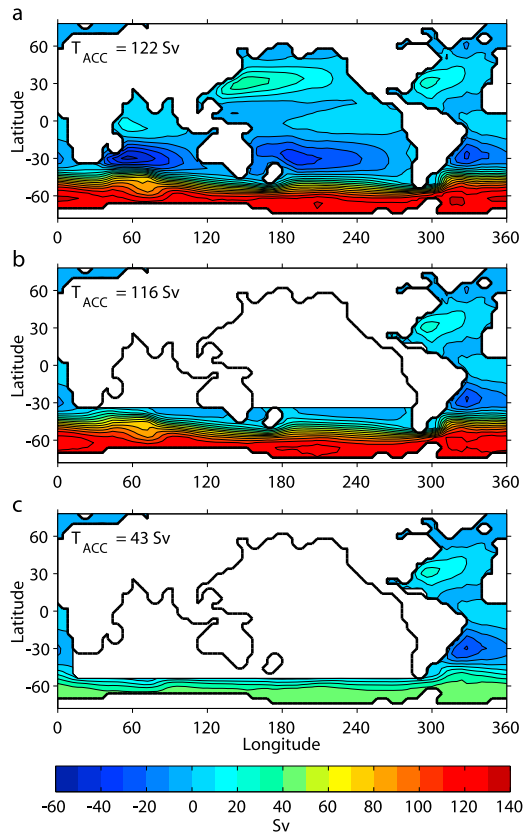 a
T_ACC = 122 Sv
Latitude
60
30
0
-30
-60
0 60 120 180 240 300 360
b
T_ACC = 116 Sv
Latitude
60
30
0
-30
-60
0 60 120 180 240 300 360
c
T_ACC = 43 Sv
Latitude
60
30
0
-30
-60
0 60 120 180 240 300 360
Longitude
-60 -40 -20 0 20 40 60 80 100 120 140
Sv